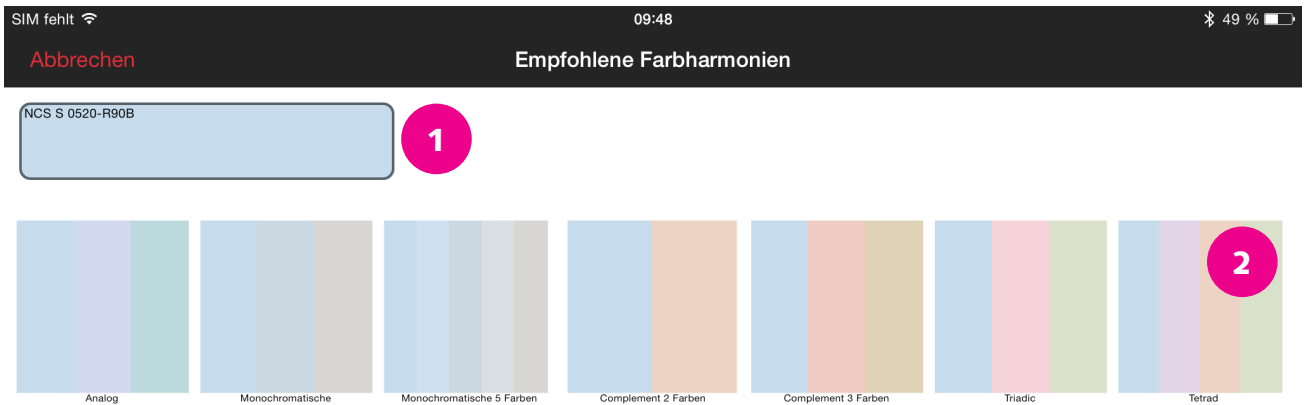 SIM fehlt 09:48 49 %
Abbrechen Empfohlene Farbharmonien
NCS S 0520-R90B
1
2
Analog Monochromatische Monochromatische 5 Farben Complement 2 Farben Complement 3 Farben Triadic Tetrad